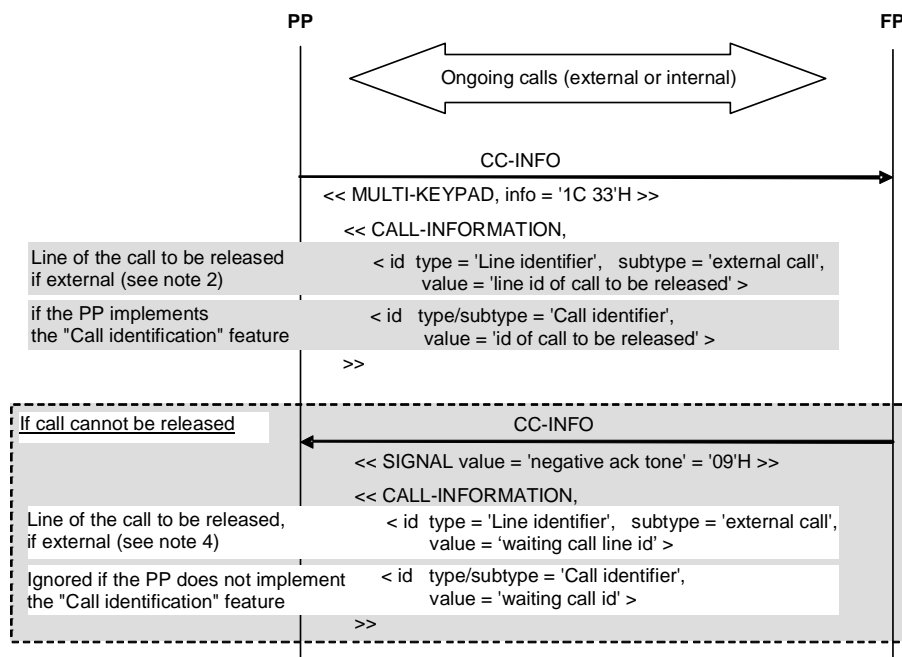 PP FP
Ongoing calls (external or internal)
CC-INFO
<< MULTI-KEYPAD, info = '1C 33'H >>
<< CALL-INFORMATION,
Line of the call to be released
if external (see note 2)
< id type = 'Line identifier', subtype = 'external call',
value = 'line id of call to be released' >
if the PP implements
the "Call identification" feature
< id type/subtype = 'Call identifier',
value = 'id of call to be released' >
>>
If call cannot be released
CC-INFO
<< SIGNAL value = 'negative ack tone' = '09'H >>
<< CALL-INFORMATION,
Line of the call to be released,
if external (see note 4)
< id type = 'Line identifier', subtype = 'external call',
value = ‘waiting call line id’ >
Ignored if the PP does not implement
the "Call identification" feature
< id type/subtype = 'Call identifier',
value = 'waiting call id' >
>>